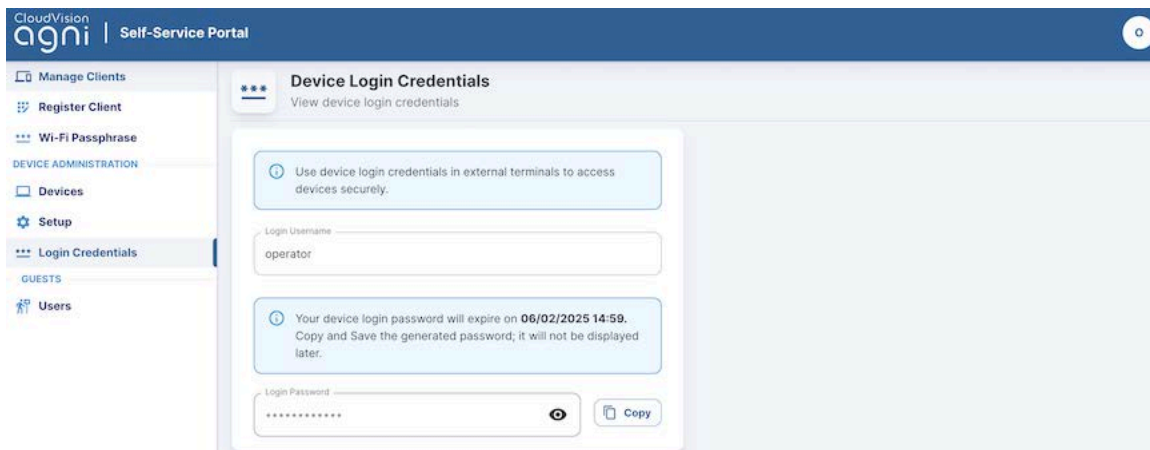 CloudVision
agni | Self-Service Portal
O
Manage Clients
Register Client
Wi-Fi Passphrase
DEVICE ADMINISTRATION
Devices
Setup
Login Credentials
GUESTS
Users
***
Device Login Credentials
View device login credentials
Use device login credentials in external terminals to access
devices securely.
Login Username
operator
Your device login password will expire on 06/02/2025 14:59.
Copy and Save the generated password; it will not be displayed
later.
Login Password
************
Copy